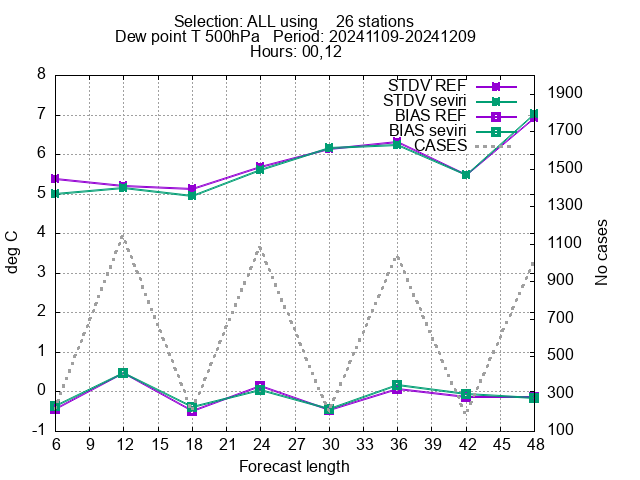 Selection: ALL using    26 stations
Dew point T 500hPa   Period: 20241109-20241209
Hours: 00,12
STDV REF
STDV seviri
BIAS REF
BIAS seviri
CASES
8
7
6
5
4
3
2
1
0
-1
deg C
1900
1700
1500
1300
1100
900
700
500
300
100
No cases
6 9 12 15 18 21 24 27 30 33 36 39 42 45 48
Forecast length